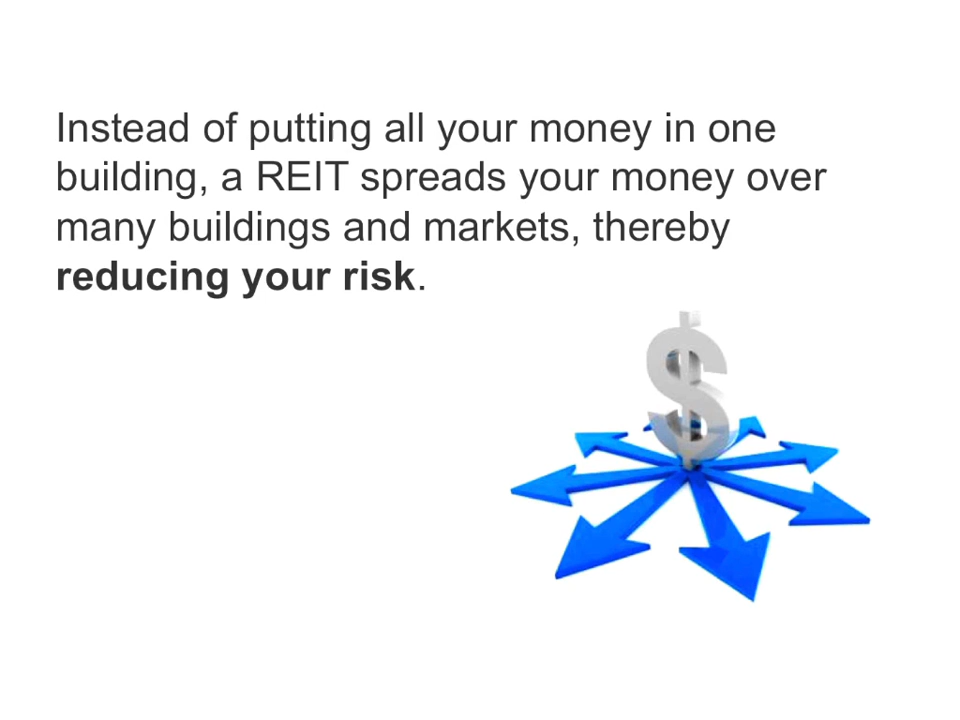 Instead of putting all your money in one
building, a REIT spreads your money over
many buildings and markets, thereby
reducing your risk.
$